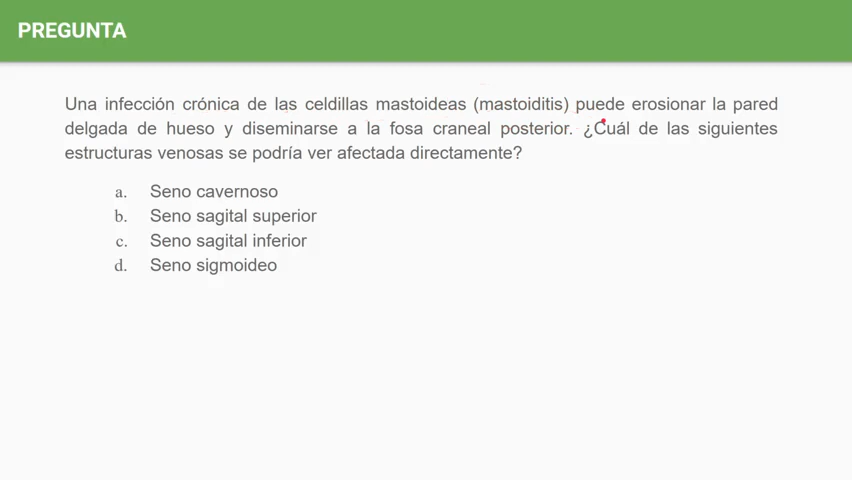 PREGUNTA
Una infección crónica de las celdillas mastoideas (mastoiditis) puede erosionar la pared
delgada de hueso y diseminarse a la fosa craneal posterior. ¿Cuál de las siguientes
estructuras venosas se podría ver afectada directamente?
a. Seno cavernoso
b. Seno sagital superior
c. Seno sagital inferior
d. Seno sigmoideo